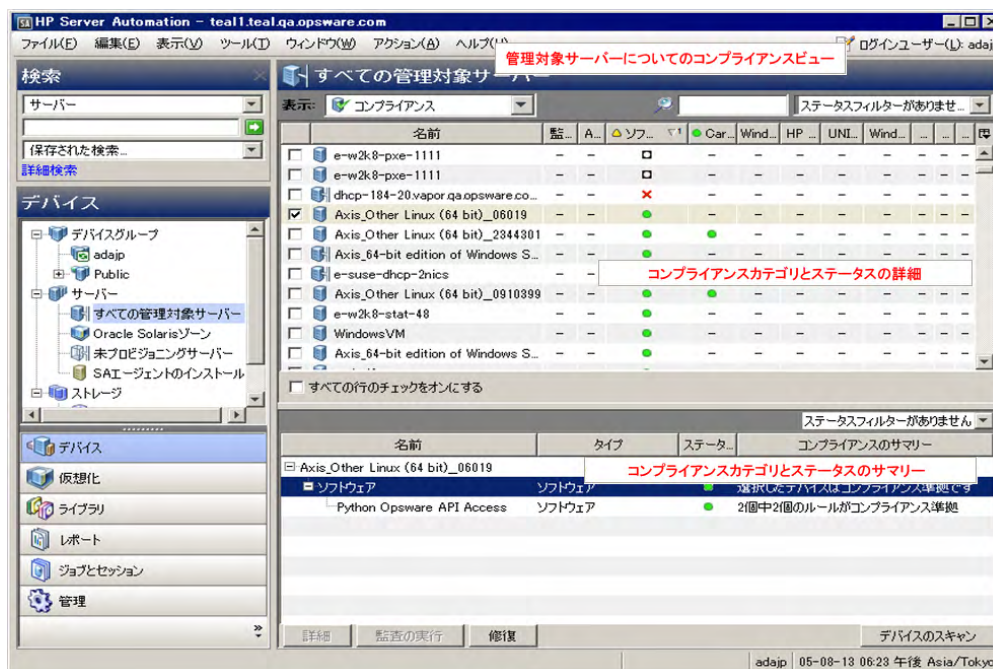 HP Server Automation - teal1.teal.qa.opsware.com
ファイル(F) 編集(E) 表示(V) ツール(T) ウィンドウ(W) アクション(A) ヘルプ(H) ログインユーザー(L): adaj
管理対象サーバーについてのコンプライアンスビュー
検索
サーバー
保存された検索...
詳細検索
デバイス
デバイスグループ
adajp
Public
サーバー
すべての管理対象サーバー
Oracle Solarisゾーン
未プロビジョニングサーバー
SAエージェントのインストール
ストレージ
デバイス
仮想化
ライブラリ
レポート
ジョブとセッション
管理
すべての管理対象サーバー
表示: コンプライアンス ステータスフィルターがありませ...
名前 監... A... ソフ... Car... Wind... HP ... UNI... Wind... ... ... ...
e-w2k8-pxe-1111 - - - - - - - - - -
e-w2k8-pxe-1111 - - - - - - - - - -
dhcp-184-20.vapor.qa.opsware.co... - - - - - - - - - -
Axis_Other Linux (64 bit)_06019 - - - - - - - - - -
Axis_Other Linux (64 bit)_2844301 - - - - - - - - -
Axis_64-bit edition of Windows S... - - - - - - - - - -
e-suse-dhcp-2nics - -
コンプライアンスカテゴリとステータスの詳細
Axis_Other Linux (64 bit)_0910399 - - - - - - - - -
e-w2k8-stat-48 - - - - - - - - - -
WindowsVM - - - - - - - - - -
Axis_64-bit edition of Windows S... - - - - - - - - - -
すべての行のチェックをオンにする
ステータスフィルターがありません
名前 タイプ ステータ... コンプライアンスのサマリー
Axis_Other Linux (64 bit)_06019
コンプライアンスカテゴリとステータスのサマリー
ソフトウェア ソフトウェア 選択したデバイスはコンプライアンス準拠です
Python Opsware API Access ソフトウェア 2個中2個のルールがコンプライアンス準拠
詳細 監査の実行 修復 デバイスのスキャン
adajp 05-08-13 06:23 午後 Asia/Tokyo